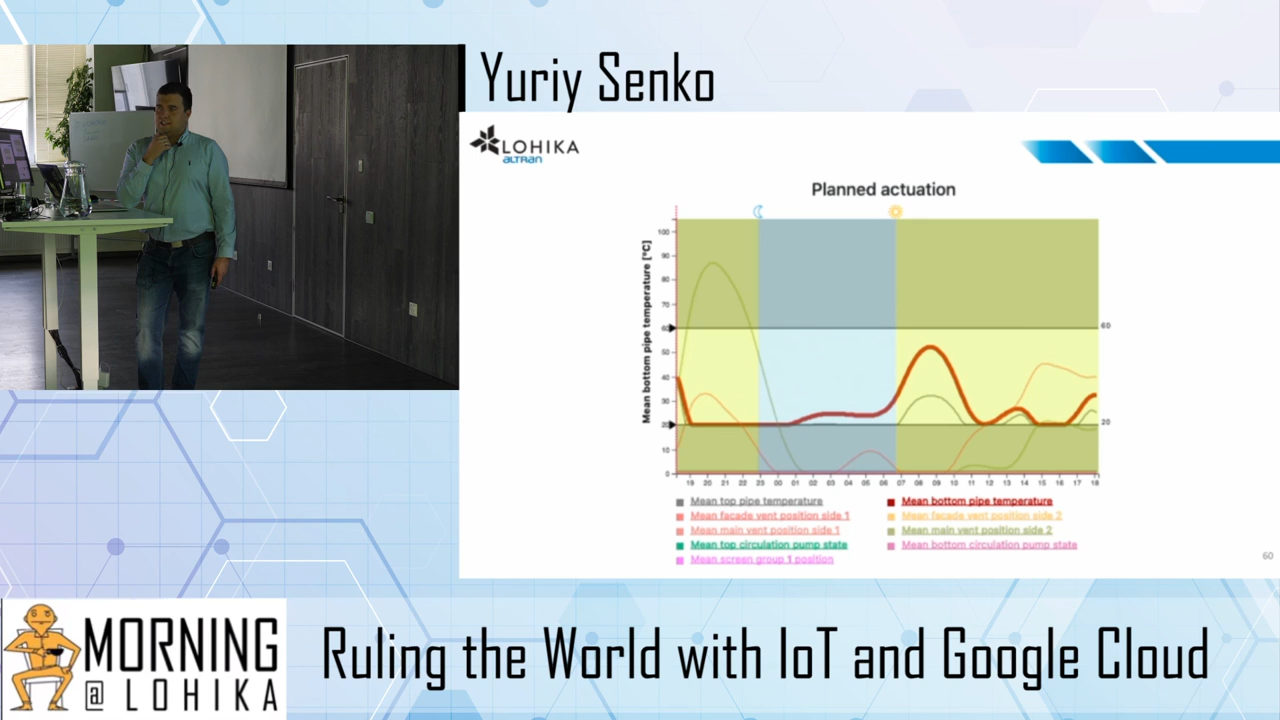 Yuriy Senko
LOHIKA
altran
Planned actuation
Mean bottom pipe temperature [°C]
100
90
80
70
60
50
40
30
20
10
0
60
20
19 20 21 22 23 00 01 02 03 04 05 06 07 08 09 10 11 12 13 14 15 16 17 18
Mean top pipe temperature
Mean bottom pipe temperature
Mean facade vent position side 1
Mean facade vent position side 2
Mean main vent position side 1
Mean main vent position side 2
Mean top circulation pump state
Mean bottom circulation pump state
Mean screen group 1 position
60
MORNING
@ LOHIKA
Ruling the World with IoT and Google Cloud